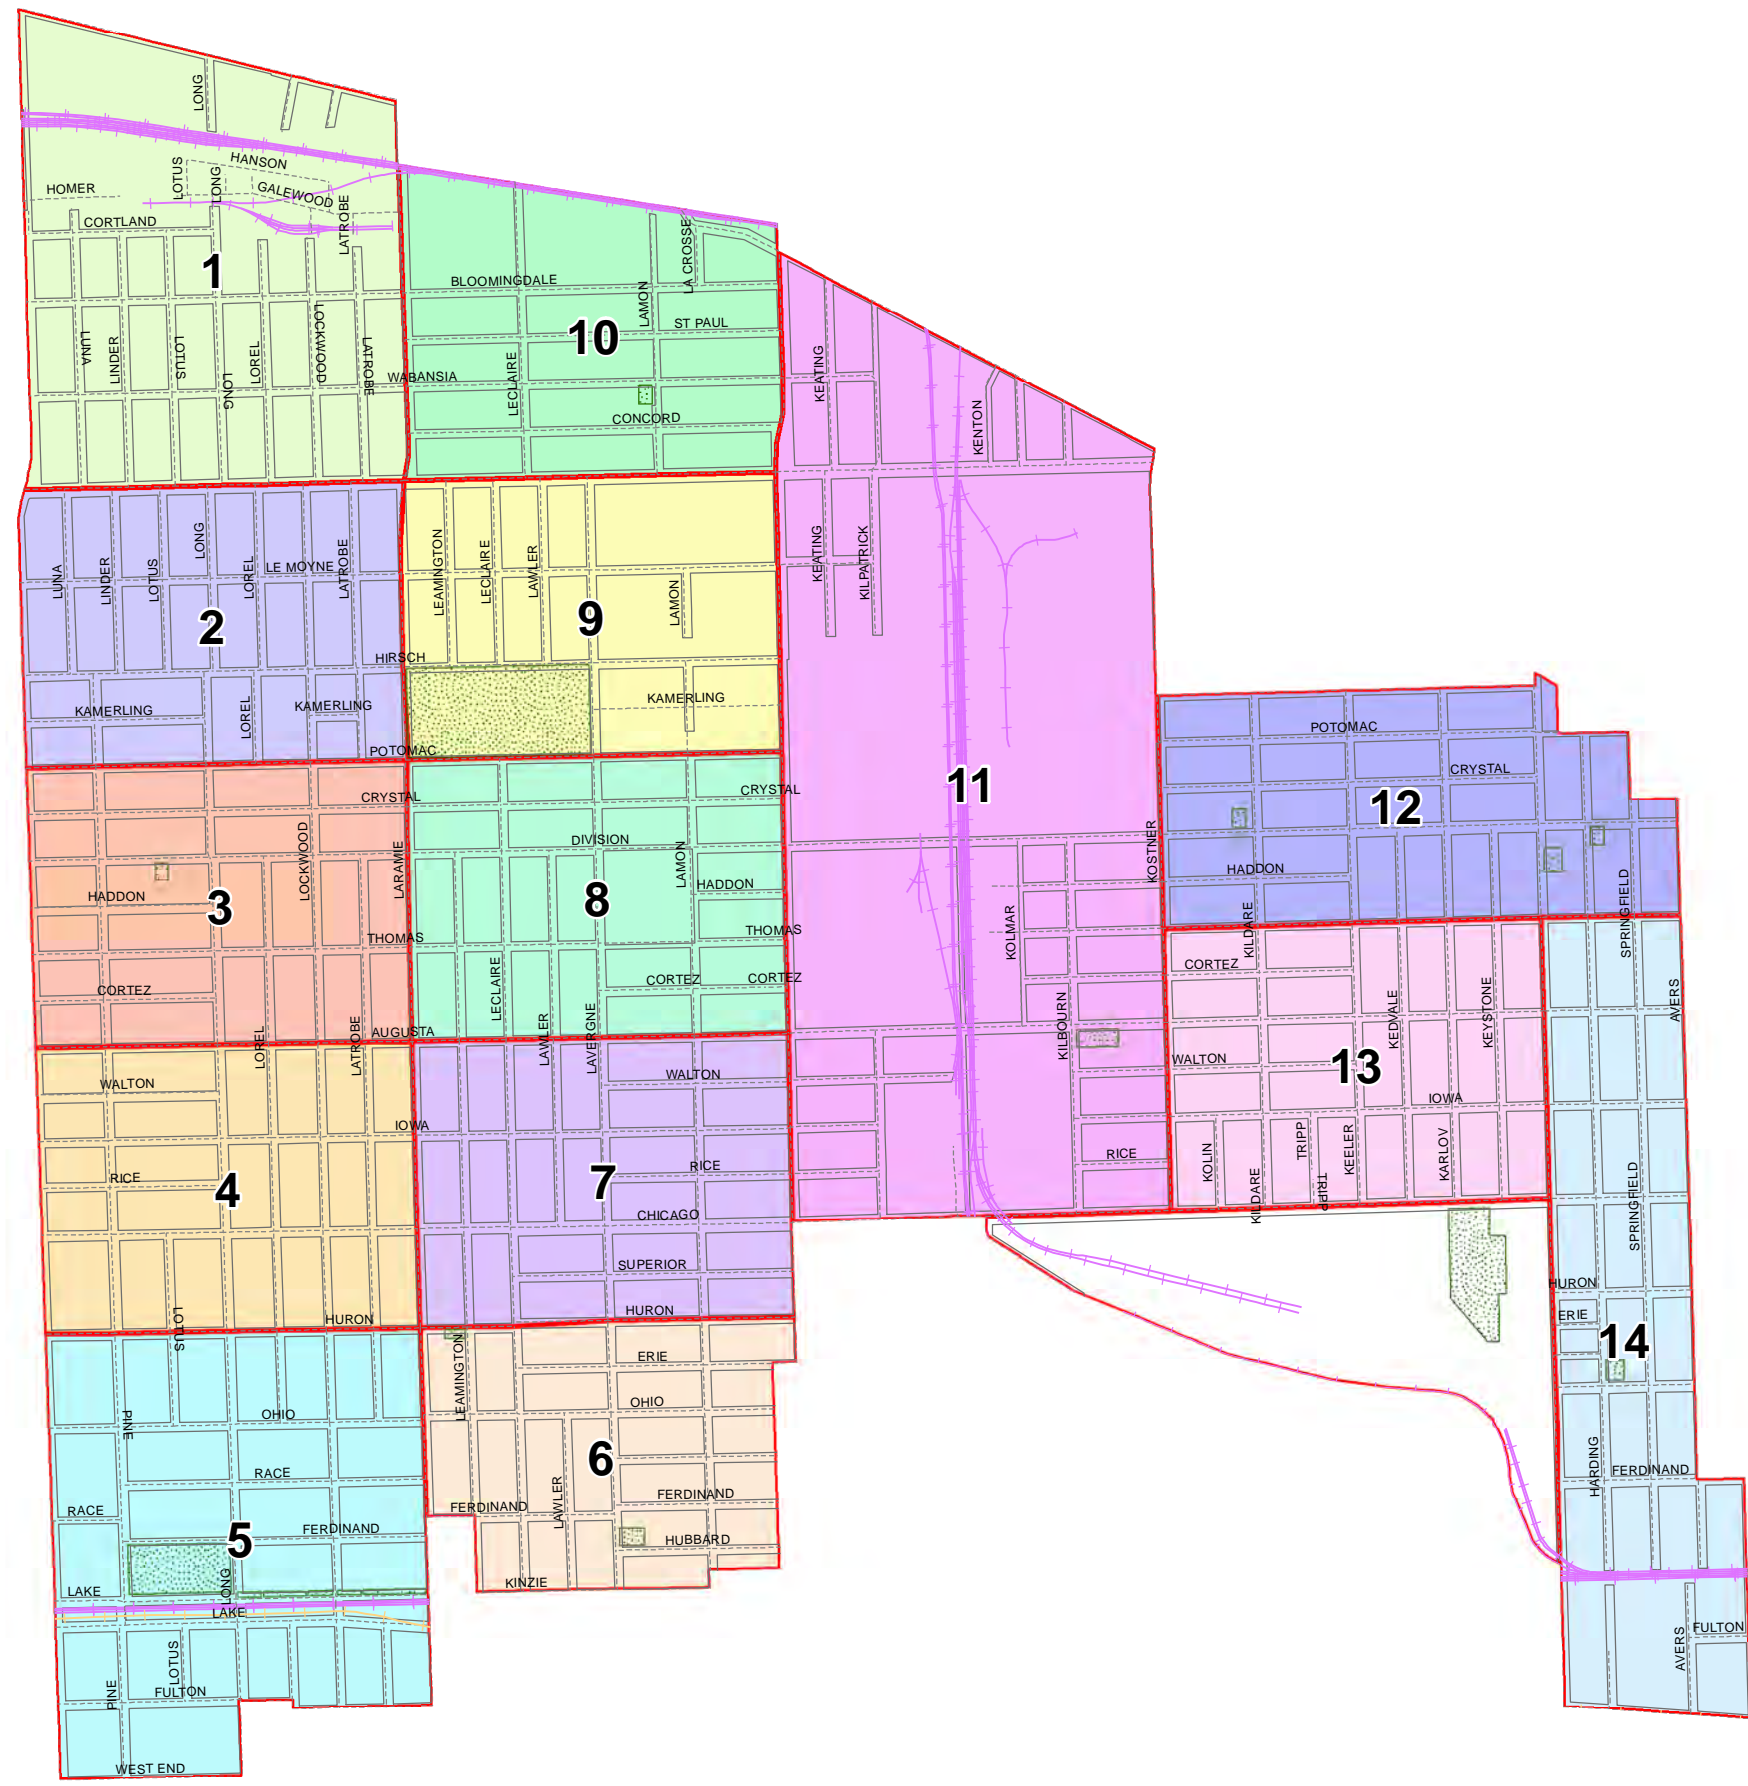 LONG
HANSON
LOTUS
LONG
GALEWOOD
HOMER
CORTLAND
LATROBE
1
LUNA
LINDER
LOTUS
LONG
LOREL
LOCKWOOD
LATROBE
WABANSIA
LA CROSSE
BLOOMINGDALE
LAMON
ST PAUL
10
LECLAIRE
CONCORD
KEATING
KENTON
KEATING
KILPATRICK
11
KOSTNER
KOLMAR
KILBOURN
RICE
LONG
LUNA
LINDER
LOTUS
LOREL
LE MOYNE
LATROBE
2
HIRSCH
KAMERLING
LOREL
KAMERLING
POTOMAC
LEAMINGTON
LECLAIRE
LAWLER
LAMON
9
KAMERLING
CRYSTAL
LOCKWOOD
LARAMIE
HADDON
3
THOMAS
CORTEZ
AUGUSTA
LOREL
LATROBE
CRYSTAL
DIVISION
LAMON
HADDON
8
THOMAS
LECLAIRE
CORTEZ
CORTEZ
LAWLER
LAVERGNE
WALTON
IOWA
RICE
4
LOTUS
HURON
WALTON
RICE
7
CHICAGO
SUPERIOR
HURON
POTOMAC
CRYSTAL
12
HADDON
KILDARE
SPRINGFIELD
CORTEZ
KEDVALE
KEYSTONE
AVERS
WALTON
13
IOWA
KOLIN
TRIPP
KEELER
KARLOV
KILDARE
TRIPP
SPRINGFIELD
HURON
ERIE
14
HARDING
FERDINAND
AVERS
FULTON
PINE
OHIO
RACE
RACE
FERDINAND
5
LAKE
LONG
LAKE
LOTUS
PINE
FULTON
WEST END
LEAMINGTON
ERIE
OHIO
6
FERDINAND
LAWLER
FERDINAND
HUBBARD
KINZIE